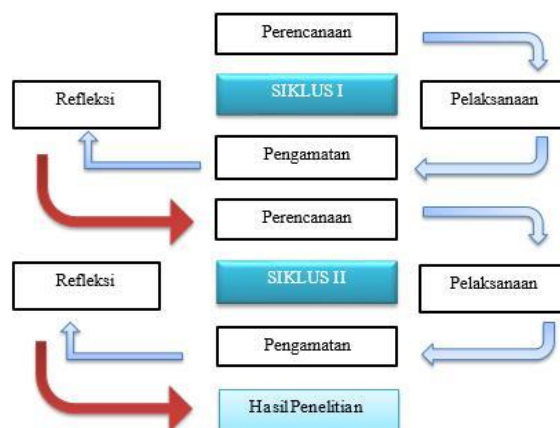 Perencanaan
Refleksi
SIKLUS I
Pelaksanaan
Pengamatan
Perencanaan
Refleksi
SIKLUS II
Pelaksanaan
Pengamatan
Hasil Penelitian